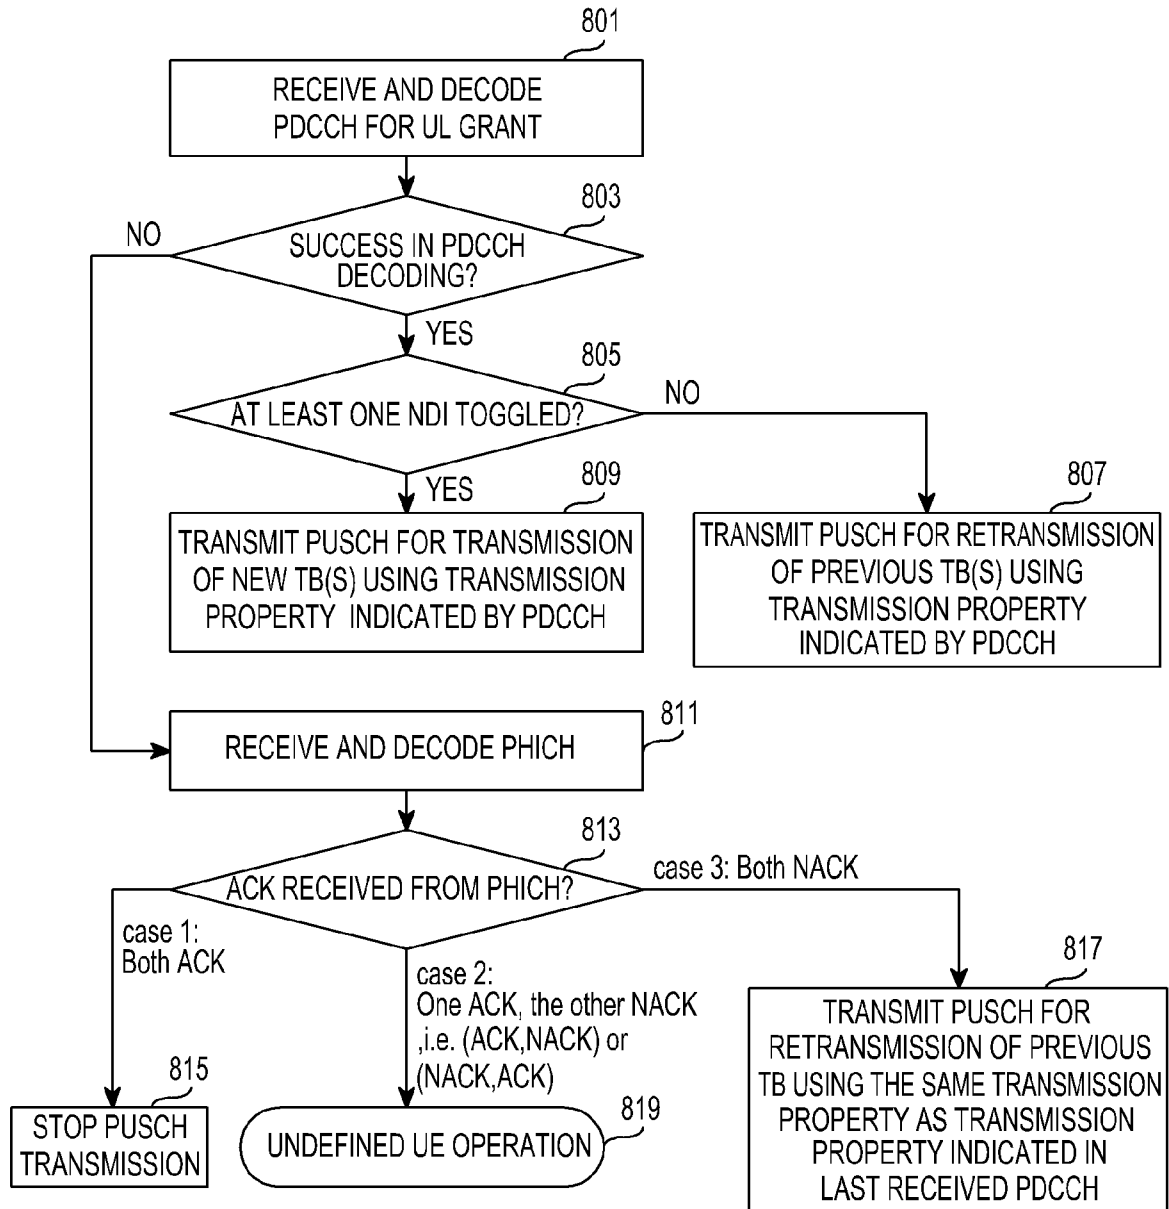 801
RECEIVE AND DECODE
PDCCH FOR UL GRANT
803
NO
SUCCESS IN PDCCH
DECODING?
YES
805
AT LEAST ONE NDI TOGGLED?
NO
YES
809
807
TRANSMIT PUSCH FOR TRANSMISSION
OF NEW TB(S) USING TRANSMISSION
PROPERTY INDICATED BY PDCCH
TRANSMIT PUSCH FOR RETRANSMISSION
OF PREVIOUS TB(S) USING
TRANSMISSION PROPERTY
INDICATED BY PDCCH
811
RECEIVE AND DECODE PHICH
813
ACK RECEIVED FROM PHICH?
case 3: Both NACK
case 1:
Both ACK
case 2:
One ACK, the other NACK
,i.e. (ACK,NACK) or
(NACK,ACK)
815
STOP PUSCH
TRANSMISSION
819
UNDEFINED UE OPERATION
817
TRANSMIT PUSCH FOR
RETRANSMISSION OF PREVIOUS
TB USING THE SAME TRANSMISSION
PROPERTY AS TRANSMISSION
PROPERTY INDICATED IN
LAST RECEIVED PDCCH